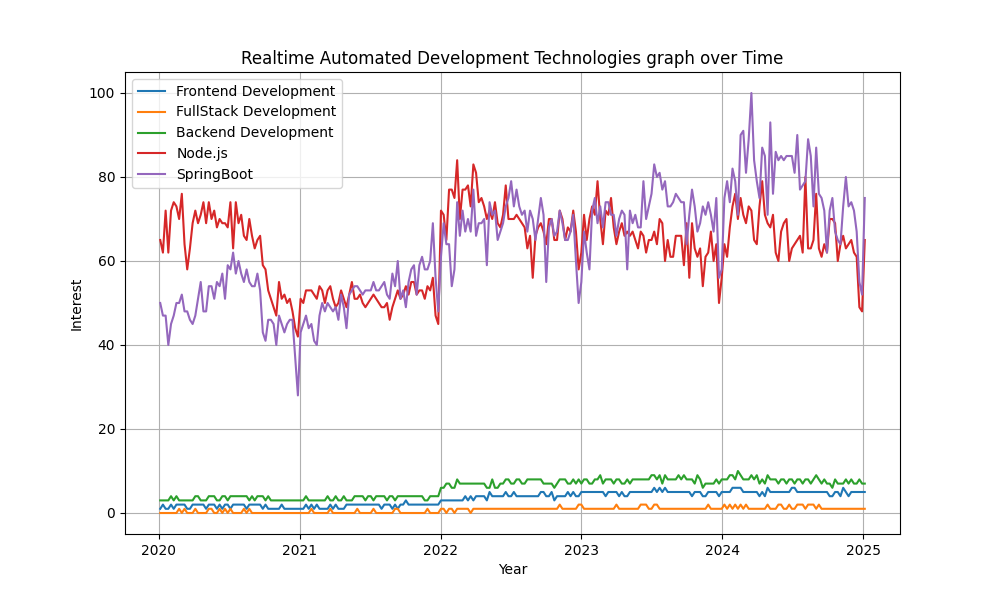 Realtime Automated Development Technologies graph over Time
100
80
60
40
20
0
Interest
Frontend Development
FullStack Development
Backend Development
Node.js
SpringBoot
2020
2021
2022
2023
2024
2025
Year